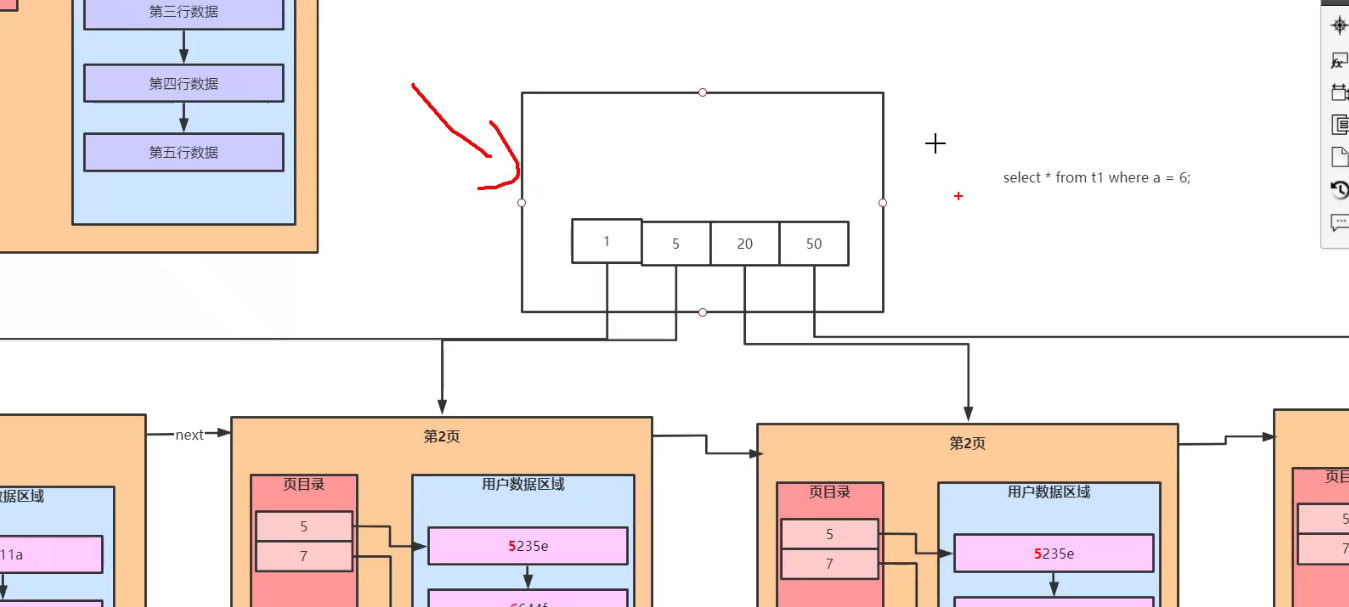 第三行数据
第四行数据
第五行数据
select * from t1 where a = 6;
1 5 20 50
next
第2页
第2页
据区域
页目录
用户数据区域
页目录
用户数据区域
5
7
5235e
5
7
5235e
5
7
11a